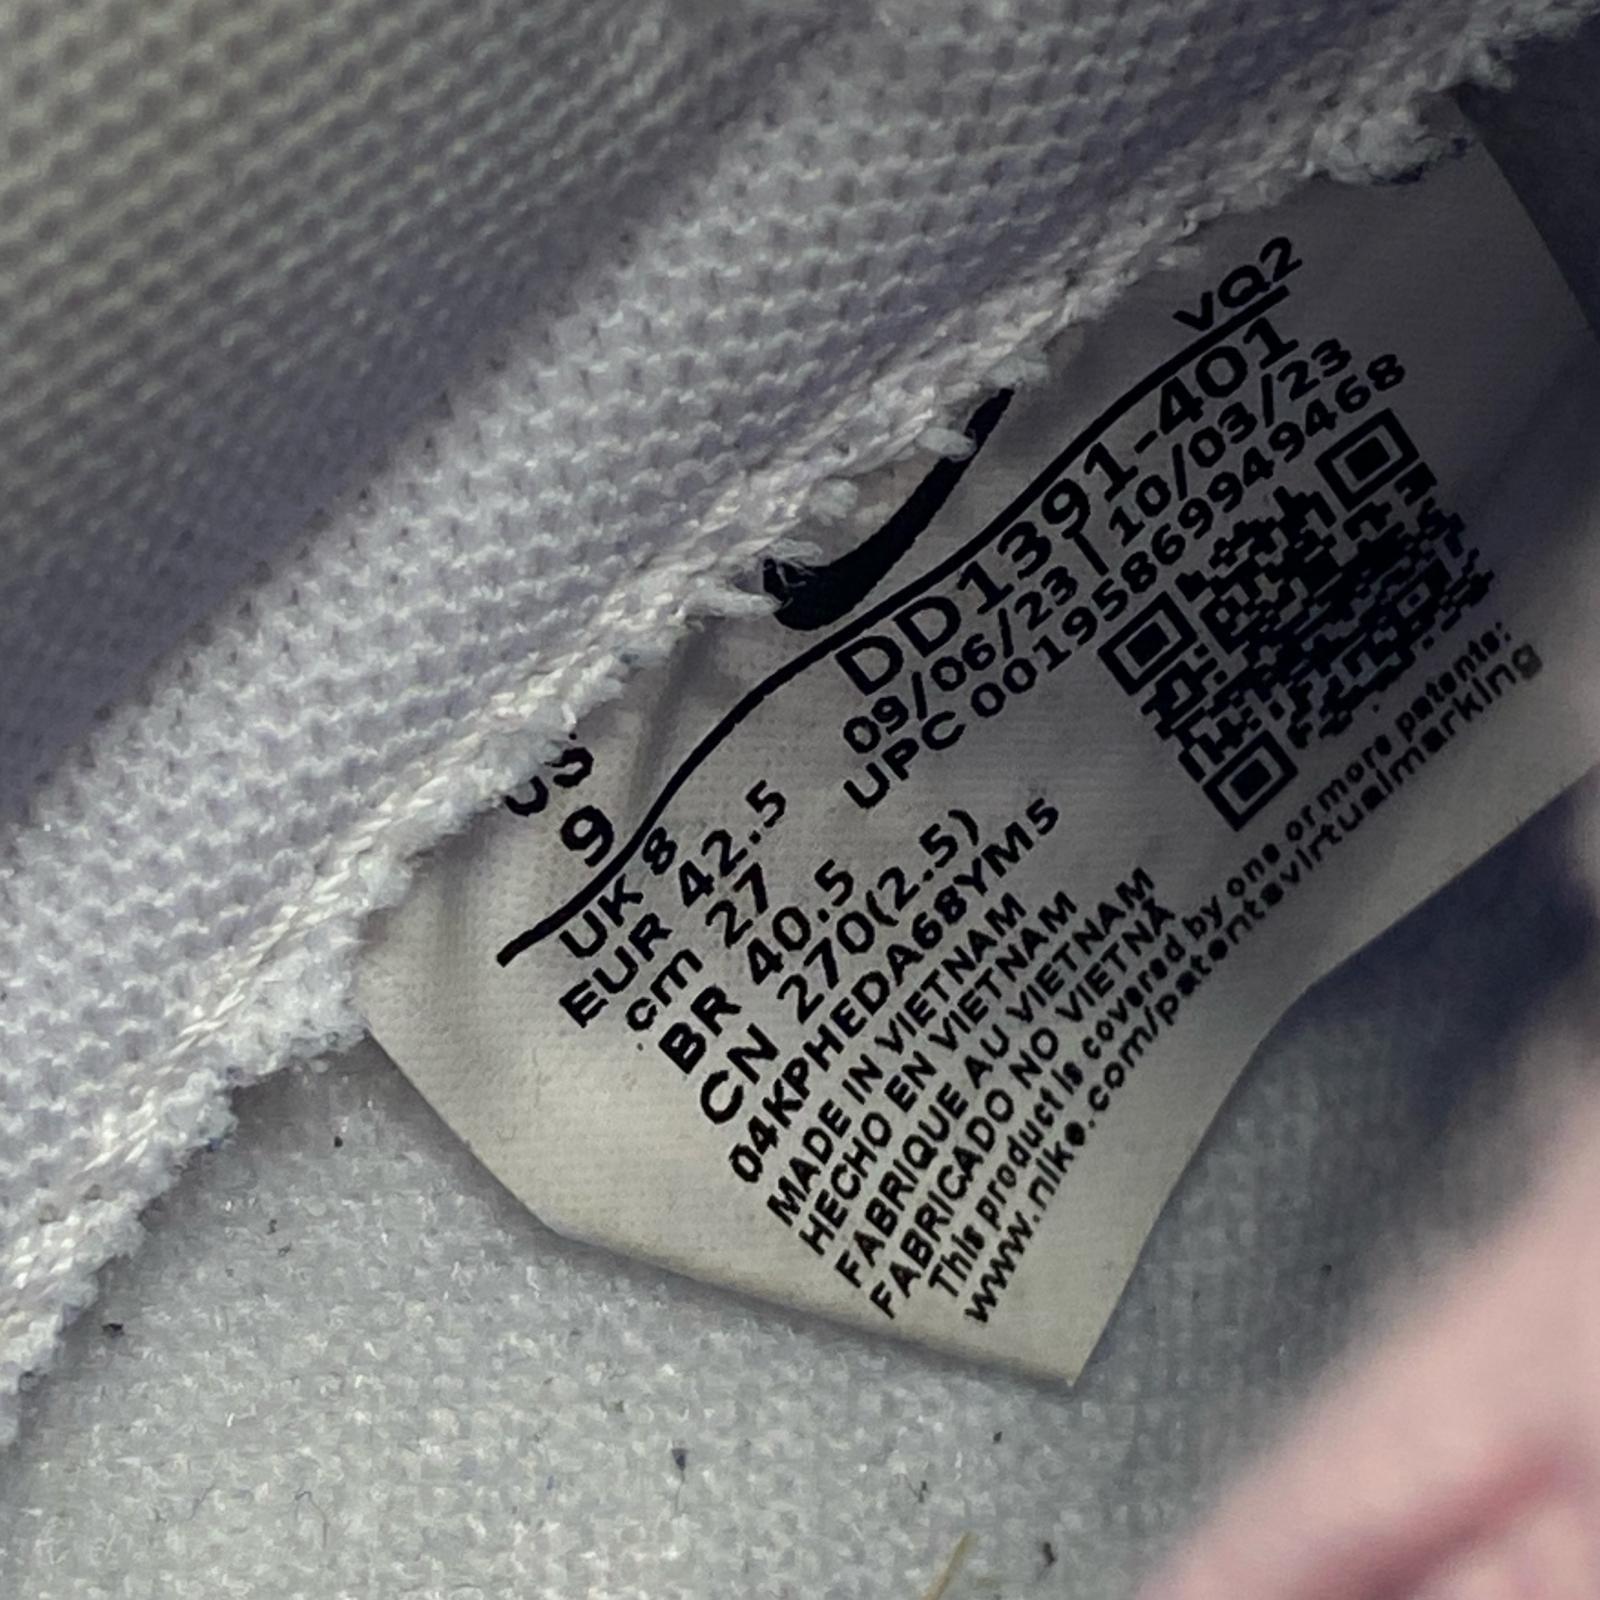 VQ2
US
9
DD1391-401
09/06/23 | 10/03/23
UPC 00195869949468
UK 8
EUR 42.5
cm 27
BR 40.5
CN 270(2.5)
04KPHEDA68YM5
MADE IN VIETNAM
HECHO EN VIETNAM
FABRIQUE AU VIETNAM
FABRICADO NO VIETNÃ
This product is covered by one or more patents:
www.nike.com/patentsvirtualmarking